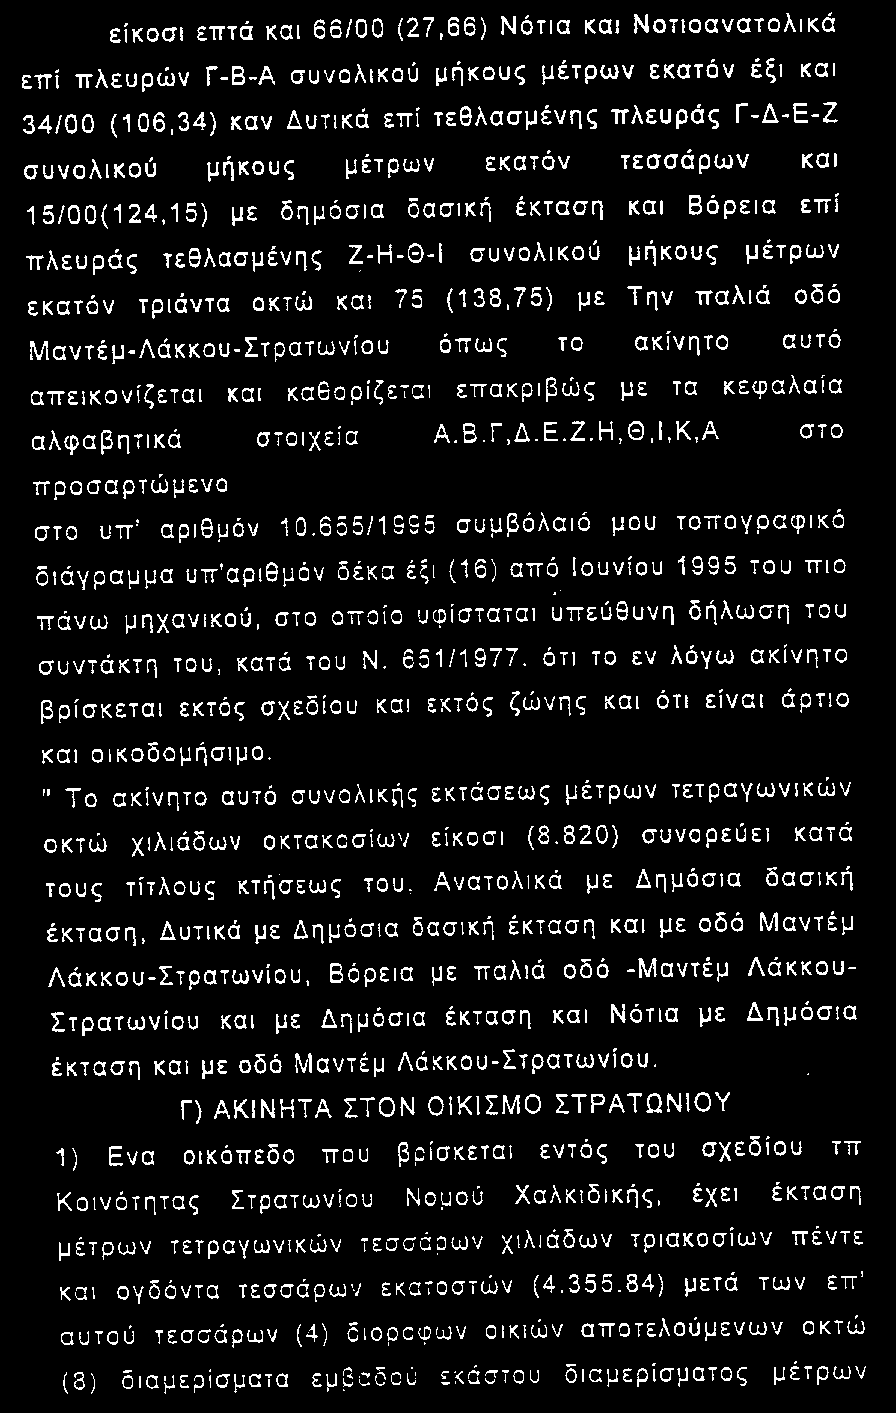 είκοσι επτά και 66/00 (27,66) Νότια και Νοτιοανατολικά
επί πλευρών Γ-Β-Α συνολικού μήκους μέτρων εκατόν έξι και
34/00 (106,34) καν Δυτικά επί τεθλασμένης πλευράς Γ-Δ-Ε-Ζ
συνολικού μήκους μέτρων εκατόν τεσσάρων και
15/00(124,15) με δημόσια δασική έκταση και Βόρεια επί
πλευράς τεθλασμένης Ζ-Η-Θ-Ι συνολικού μήκους μέτρων
εκατόν τριάντα οκτώ και 75 (138,75) με Την παλιά οδό
Μαντέμ-Λάκκου-Στρατωνίου όπως το ακίνητο αυτό
απεικονίζεται και καθορίζεται επακριβώς με τα κεφαλαία
αλφαβητικά στοιχεία Α.Β.Γ,Δ.Ε.Ζ.Η,Θ,Ι,Κ,Α στο
προσαρτώμενο
στο υπ' αριθμόν 10.655/1995 συμβόλαιό μου τοπογραφικό
διάγραμμα υπ'αριθμόν δέκα έξι (16) από Ιουνίου 1995 του πιο
πάνω μηχανικού, στο οποίο υφίσταται υπεύθυνη δήλωση του
συντάκτη του, κατά του Ν. 651/1977. ότι το εν λόγω ακίνητο
βρίσκεται εκτός σχεδίου και εκτός ζώνης και ότι είναι άρτιο
και οικοδομήσιμο.
" Το ακίνητο αυτό συνολικής εκτάσεως μέτρων τετραγωνικών
οκτώ χιλιάδων οκτακοσίων είκοσι (8.820) συνορεύει κατά
τους τίτλους κτήσεως του. Ανατολικά με Δημόσια δασική
έκταση, Δυτικά με Δημόσια δασική έκταση και με οδό Μαντέμ
Λάκκου-Στρατωνίου, Βόρεια με παλιά οδό -Μαντέμ Λάκκου-
Στρατωνίου και με Δημόσια έκταση και Νότια με Δημόσια
έκταση και με οδό Μαντέμ Λάκκου-Στρατωνίου.
Γ) ΑΚΙΝΗΤΑ ΣΤΟΝ ΟΙΚΙΣΜΟ ΣΤΡΑΤΩΝΙΟΥ
1) Ενα οικόπεδο που βρίσκεται εντός του σχεδίου τπ
Κοινότητας Στρατωνίου Νομού Χαλκιδικής, έχει έκταση
μέτρων τετραγωνικών τεσσάρων χιλιάδων τριακοσίων πέντε
και ογδόντα τεσσάρων εκατοστών (4.355.84) μετά των επ'
αυτού τεσσάρων (4) διοροφων οικιών αποτελούμενων οκτώ
(8) διαμερίσματα εμβαδού εκάστου διαμερίσματος μέτρων